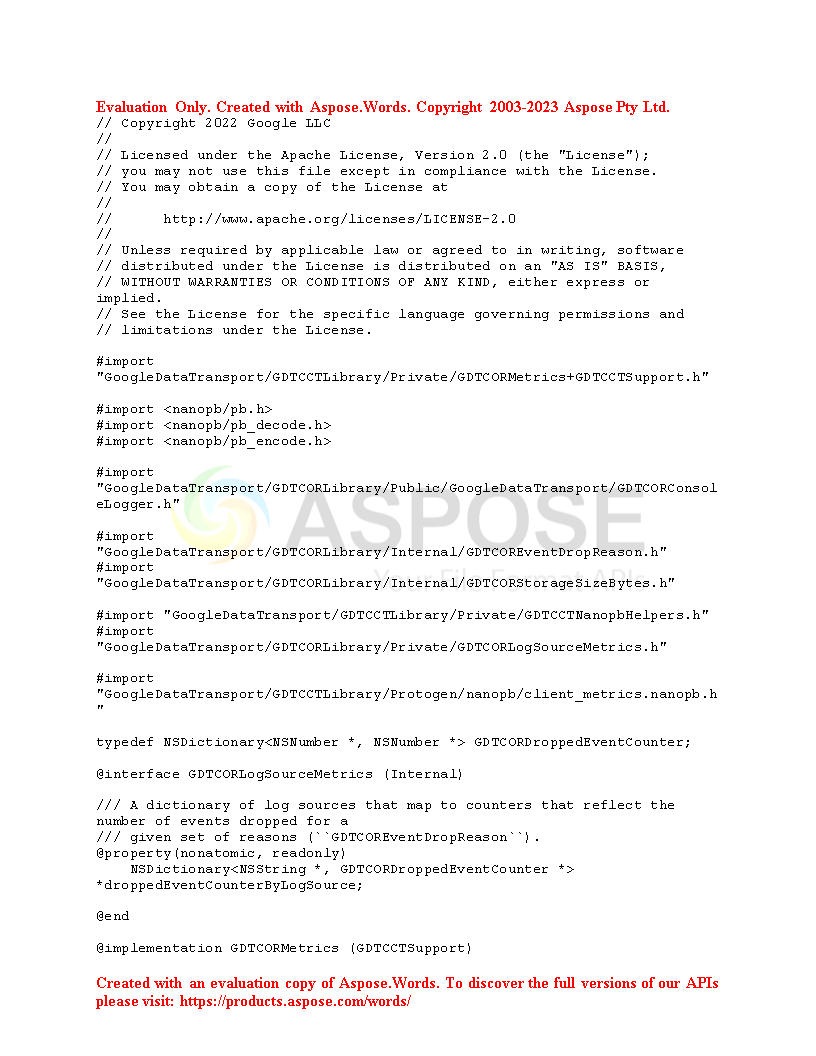 Evaluation Only. Created with Aspose.Words. Copyright 2003-2023 Aspose Pty Ltd.
// Copyright 2022 Google LLC
//
// Licensed under the Apache License, Version 2.0 (the "License");
// you may not use this file except in compliance with the License.
// You may obtain a copy of the License at
//
//      http://www.apache.org/licenses/LICENSE-2.0
//
// Unless required by applicable law or agreed to in writing, software
// distributed under the License is distributed on an "AS IS" BASIS,
// WITHOUT WARRANTIES OR CONDITIONS OF ANY KIND, either express or
implied.
// See the License for the specific language governing permissions and
// limitations under the License.
#import
"GoogleDataTransport/GDTCCTLibrary/Private/GDTCORMetrics+GDTCCTSupport.h"
#import <nanopb/pb.h>
#import <nanopb/pb_decode.h>
#import <nanopb/pb_encode.h>
#import
"GoogleDataTransport/GDTCORLibrary/Public/GoogleDataTransport/GDTCORConsol
eLogger.h"
ASPOSE
#import
"GoogleDataTransport/GDTCORLibrary/Internal/GDTCOREventDropReason.h"
#import
Your File Format APIs
"GoogleDataTransport/GDTCORLibrary/Internal/GDTCORStorageSizeBytes.h"
#import "GoogleDataTransport/GDTCCTLibrary/Private/GDTCCTNanopbHelpers.h"
#import
"GoogleDataTransport/GDTCORLibrary/Private/GDTCORLogSourceMetrics.h"
#import
"GoogleDataTransport/GDTCCTLibrary/Protogen/nanopb/client_metrics.nanopb.h
"
typedef NSDictionary<NSNumber *, NSNumber *> GDTCORDroppedEventCounter;
@interface GDTCORLogSourceMetrics (Internal)
/// A dictionary of log sources that map to counters that reflect the
number of events dropped for a
/// given set of reasons (``GDTCOREventDropReason``).
@property(nonatomic, readonly)
    NSDictionary<NSString *, GDTCORDroppedEventCounter *>
*droppedEventCounterByLogSource;
@end
@implementation GDTCORMetrics (GDTCCTSupport)
Created with an evaluation copy of Aspose.Words. To discover the full versions of our APIs
please visit: https://products.aspose.com/words/